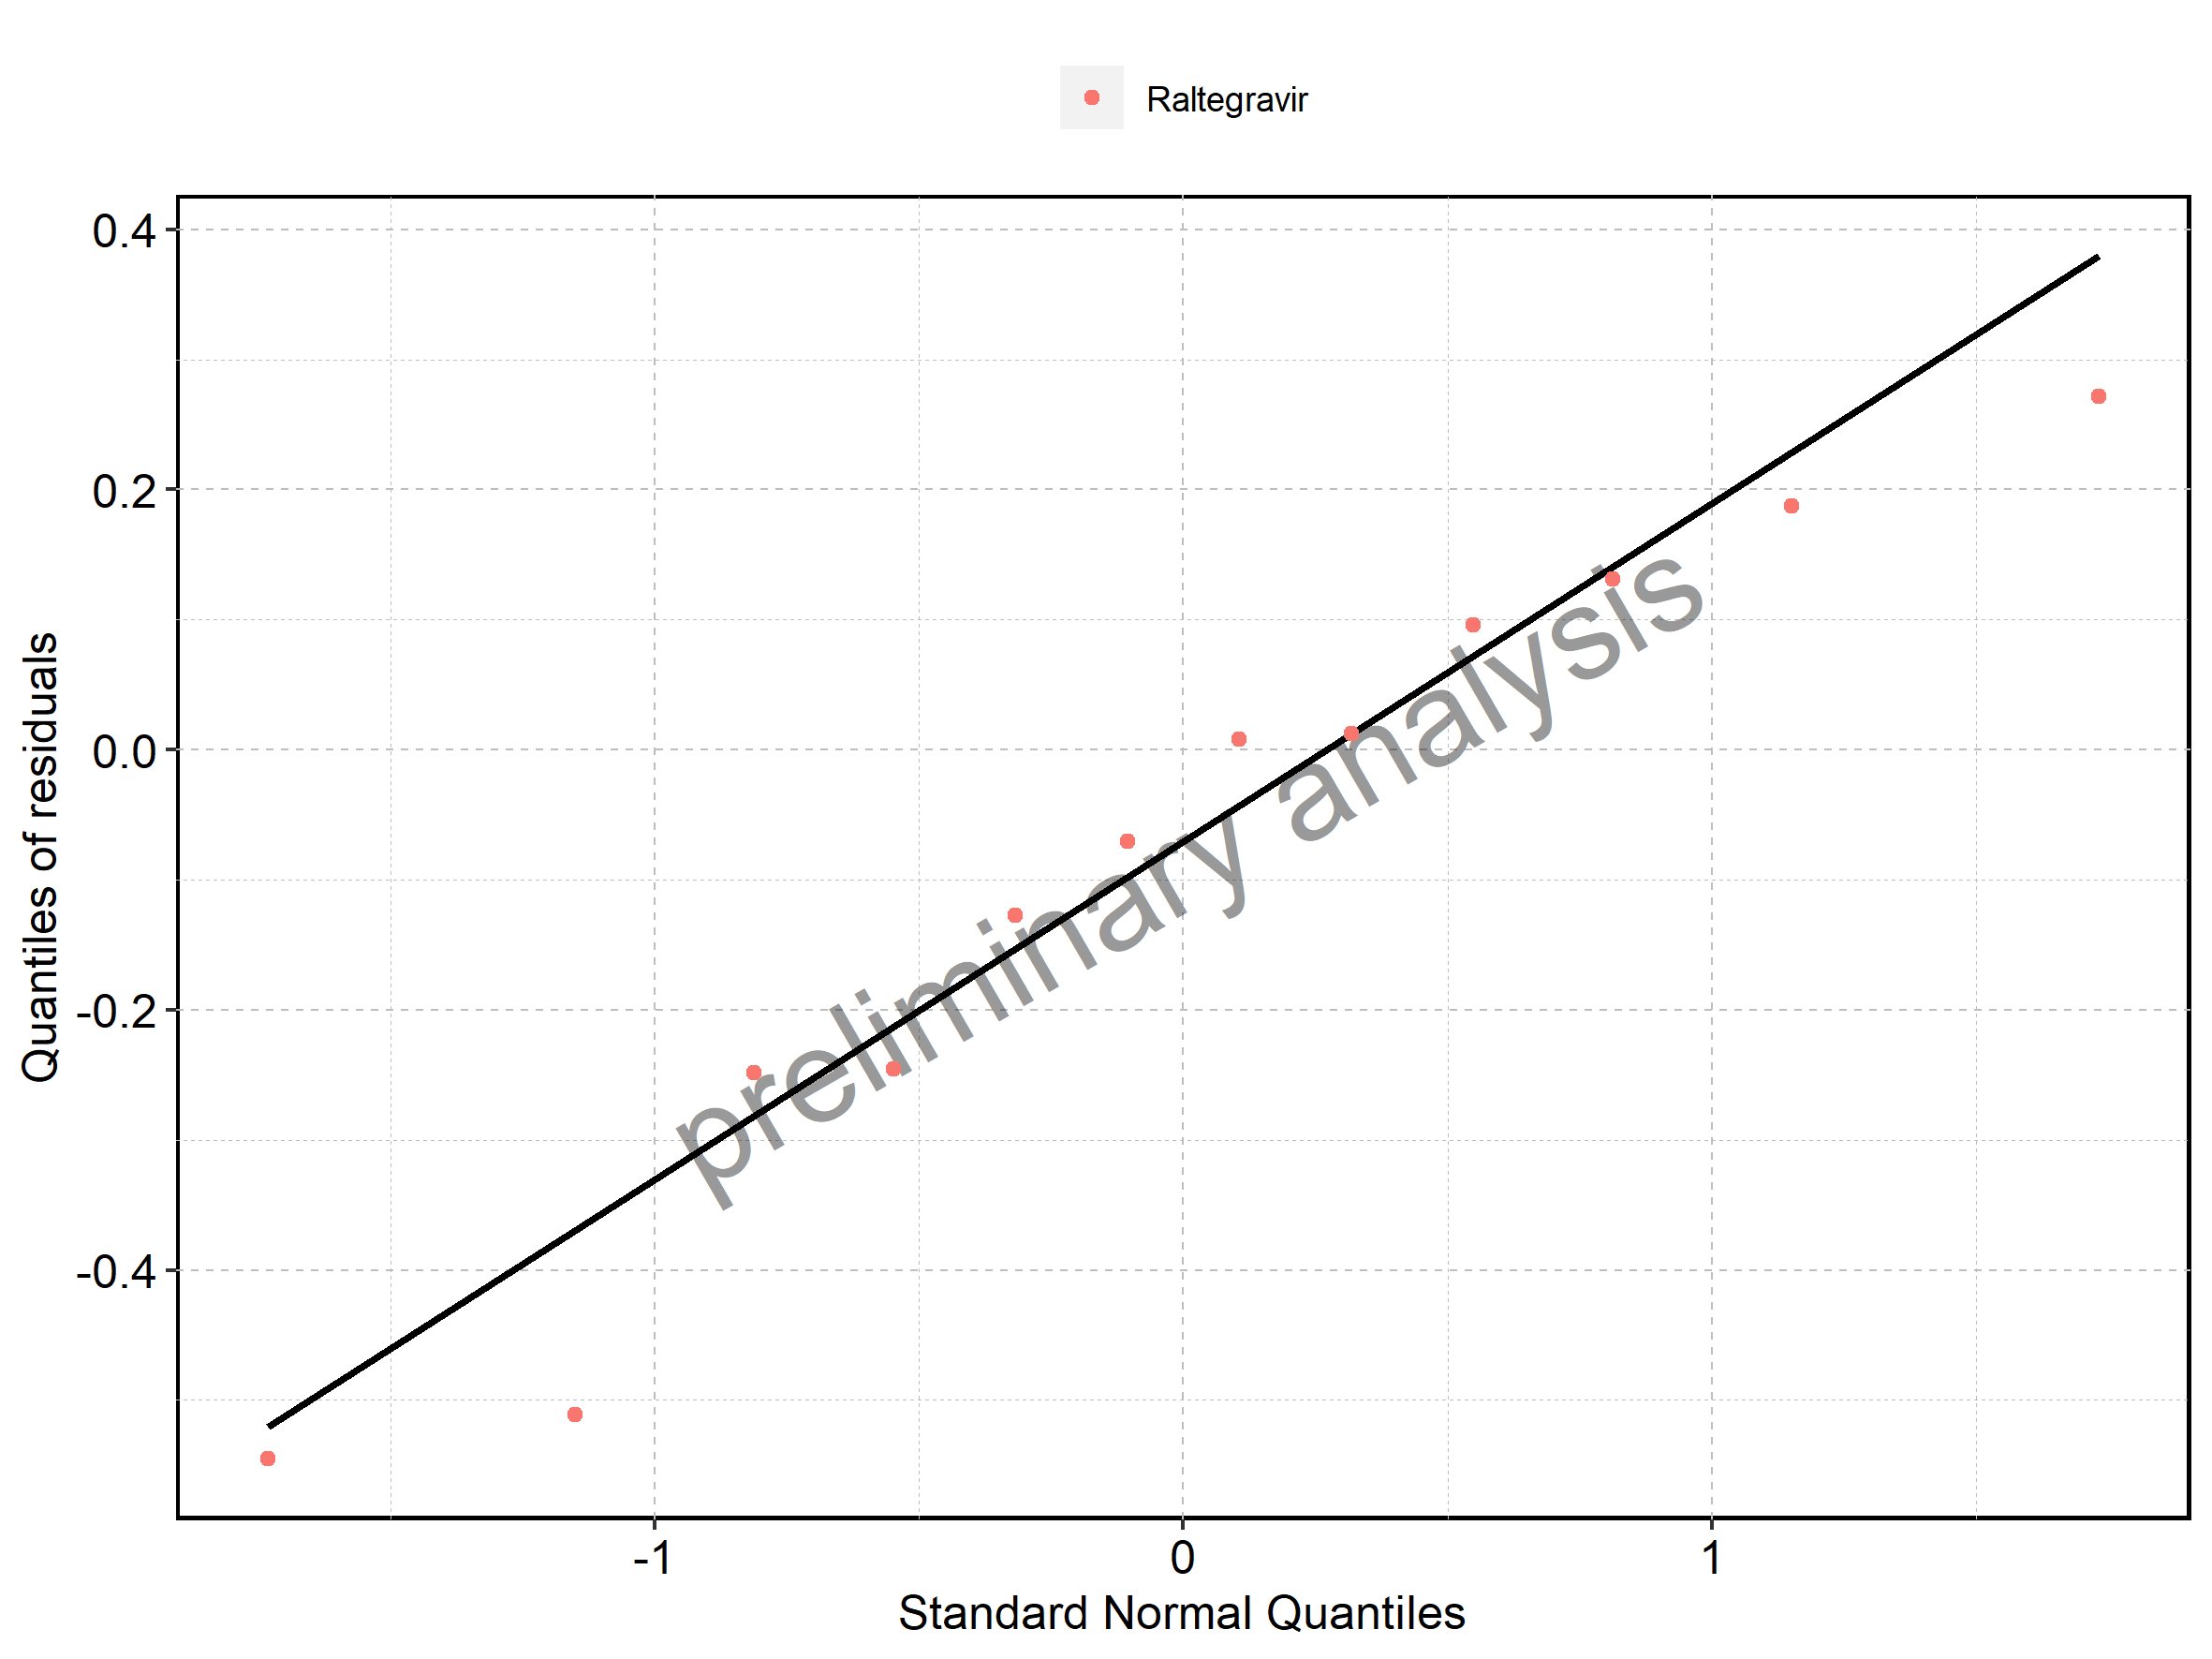 Raltegravir
0.4
0.2
0.0
-0.2
-0.4
Quantiles of residuals
preliminary analysis
-1 0 1
Standard Normal Quantiles